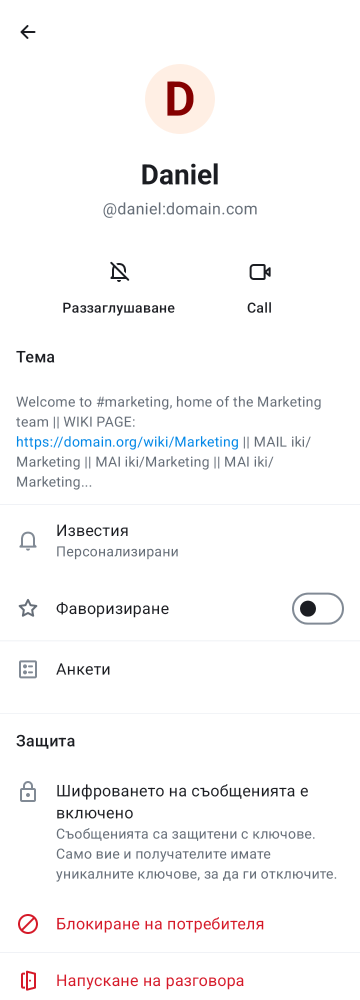 D
Daniel
@daniel:domain.com
Раззаглушаване
Call
Тема
Welcome to #marketing, home of the Marketing
team || WIKI PAGE:
https://domain.org/wiki/Marketing || MAIL iki/
Marketing || MAI iki/Marketing || MAI iki/
Marketing...
Известия
Персонализирани
Фаворизиране
Анкети
Защита
Шифроването на съобщенията е
включено
Съобщенията са защитени с ключове.
Само вие и получателите имате
уникалните ключове, за да ги отключите.
Блокиране на потребителя
Напускане на разговора